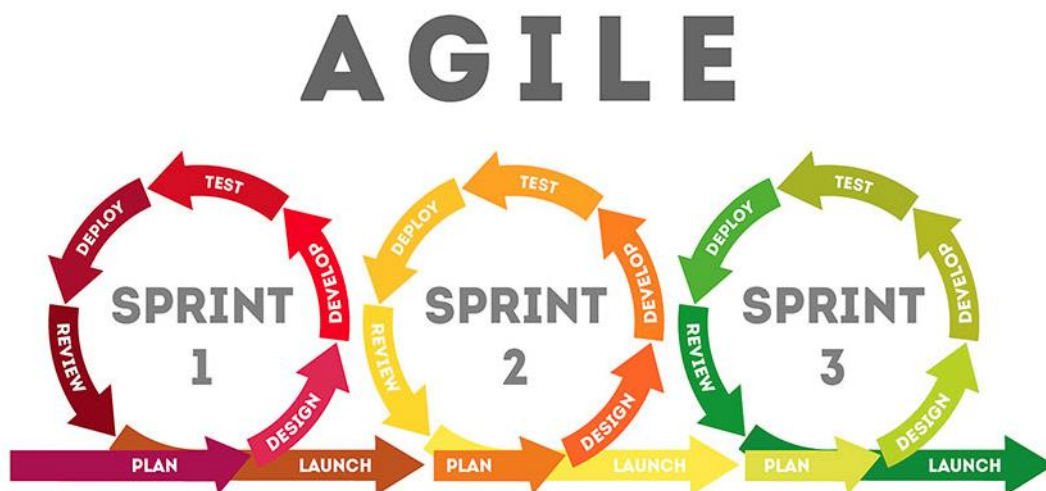 AGILE
TEST
DEPLOY
DEVELOP
SPRINT
1
REVIEW
DESIGN
PLAN
LAUNCH
TEST
DEPLOY
DEVELOP
SPRINT
2
REVIEW
DESIGN
PLAN
LAUNCH
TEST
DEPLOY
DEVELOP
SPRINT
3
REVIEW
DESIGN
PLAN
LAUNCH